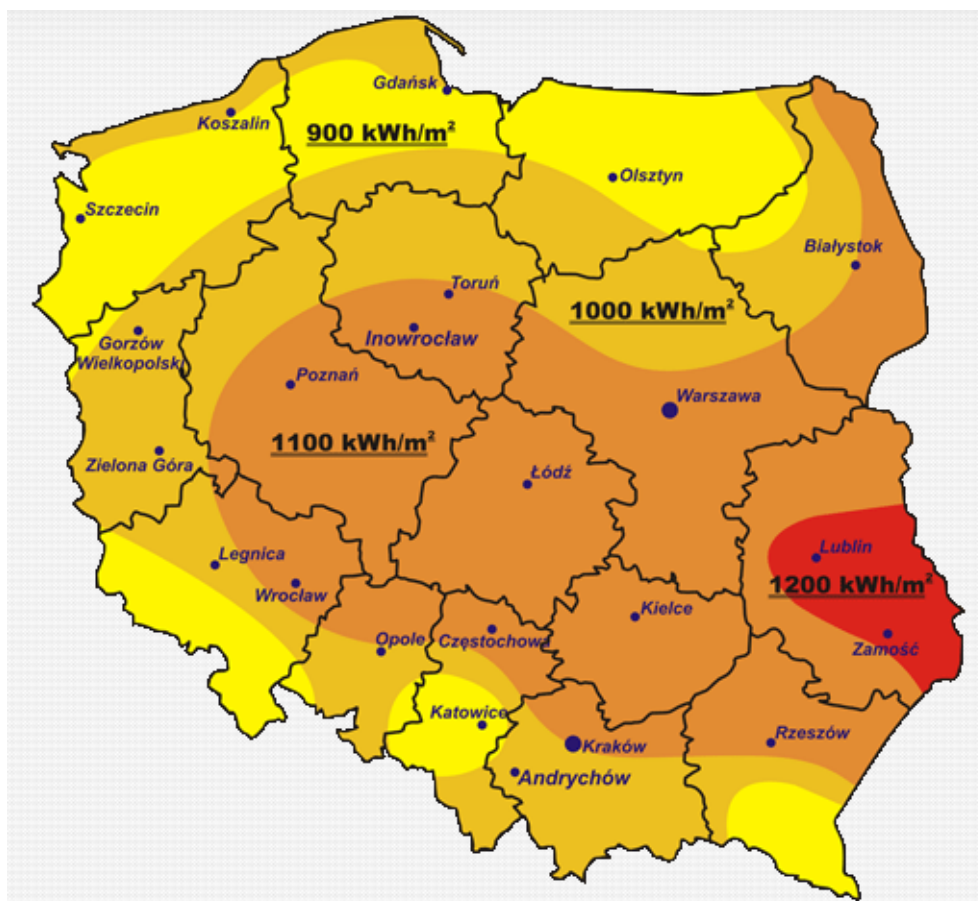 Gdańsk
Koszalin
900 kWh/m²
Olsztyn
Szczecin
Białystok
Toruń
1000 kWh/m²
Inowrocław
Gorzów
Wielkopolski
Poznań
Warszawa
1100 kWh/m²
Zielona Góra
Łódź
Legnica
Lublin
Wrocław
1200 kWh/m²
Kielce
Opole
Częstochowa
Zamość
Katowice
Kraków
Rzeszów
Andrychów